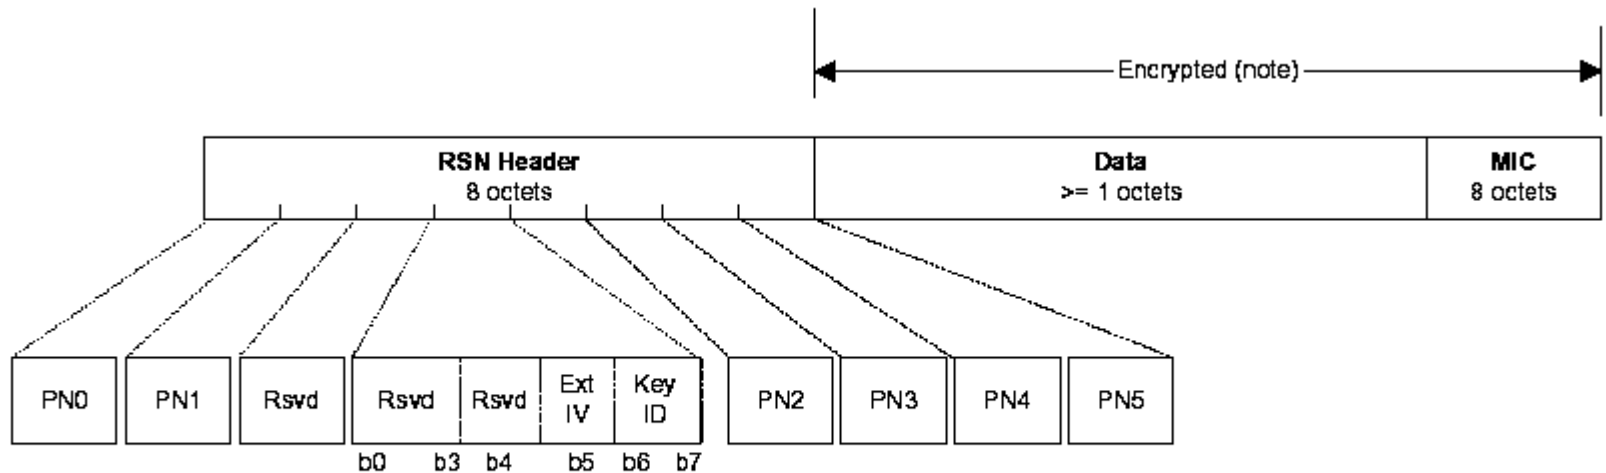 Encrypted (note)
RSN Header
8 octets
Data
>= 1 octets
MIC
8 octets
PN0
PN1
Rsvd
Rsvd
Rsvd
Ext
IV
Key
ID
PN2
PN3
PN4
PN5
b0 b3 b4 b5 b6 b7